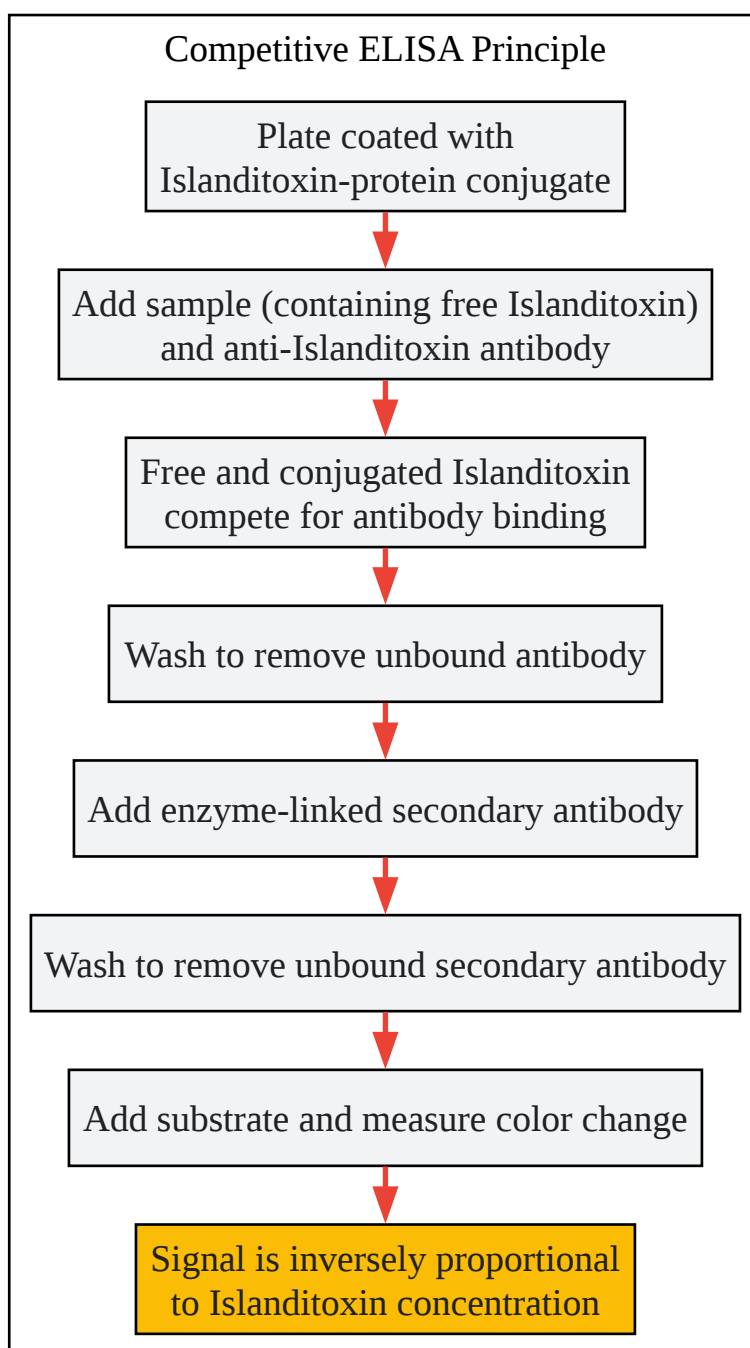 Competitive ELISA Principle
Plate coated with
Islanditoxin-protein conjugate
Add sample (containing free Islanditoxin)
and anti-Islanditoxin antibody
Free and conjugated Islanditoxin
compete for antibody binding
Wash to remove unbound antibody
Add enzyme-linked secondary antibody
Wash to remove unbound secondary antibody
Add substrate and measure color change
Signal is inversely proportional
to Islanditoxin concentration